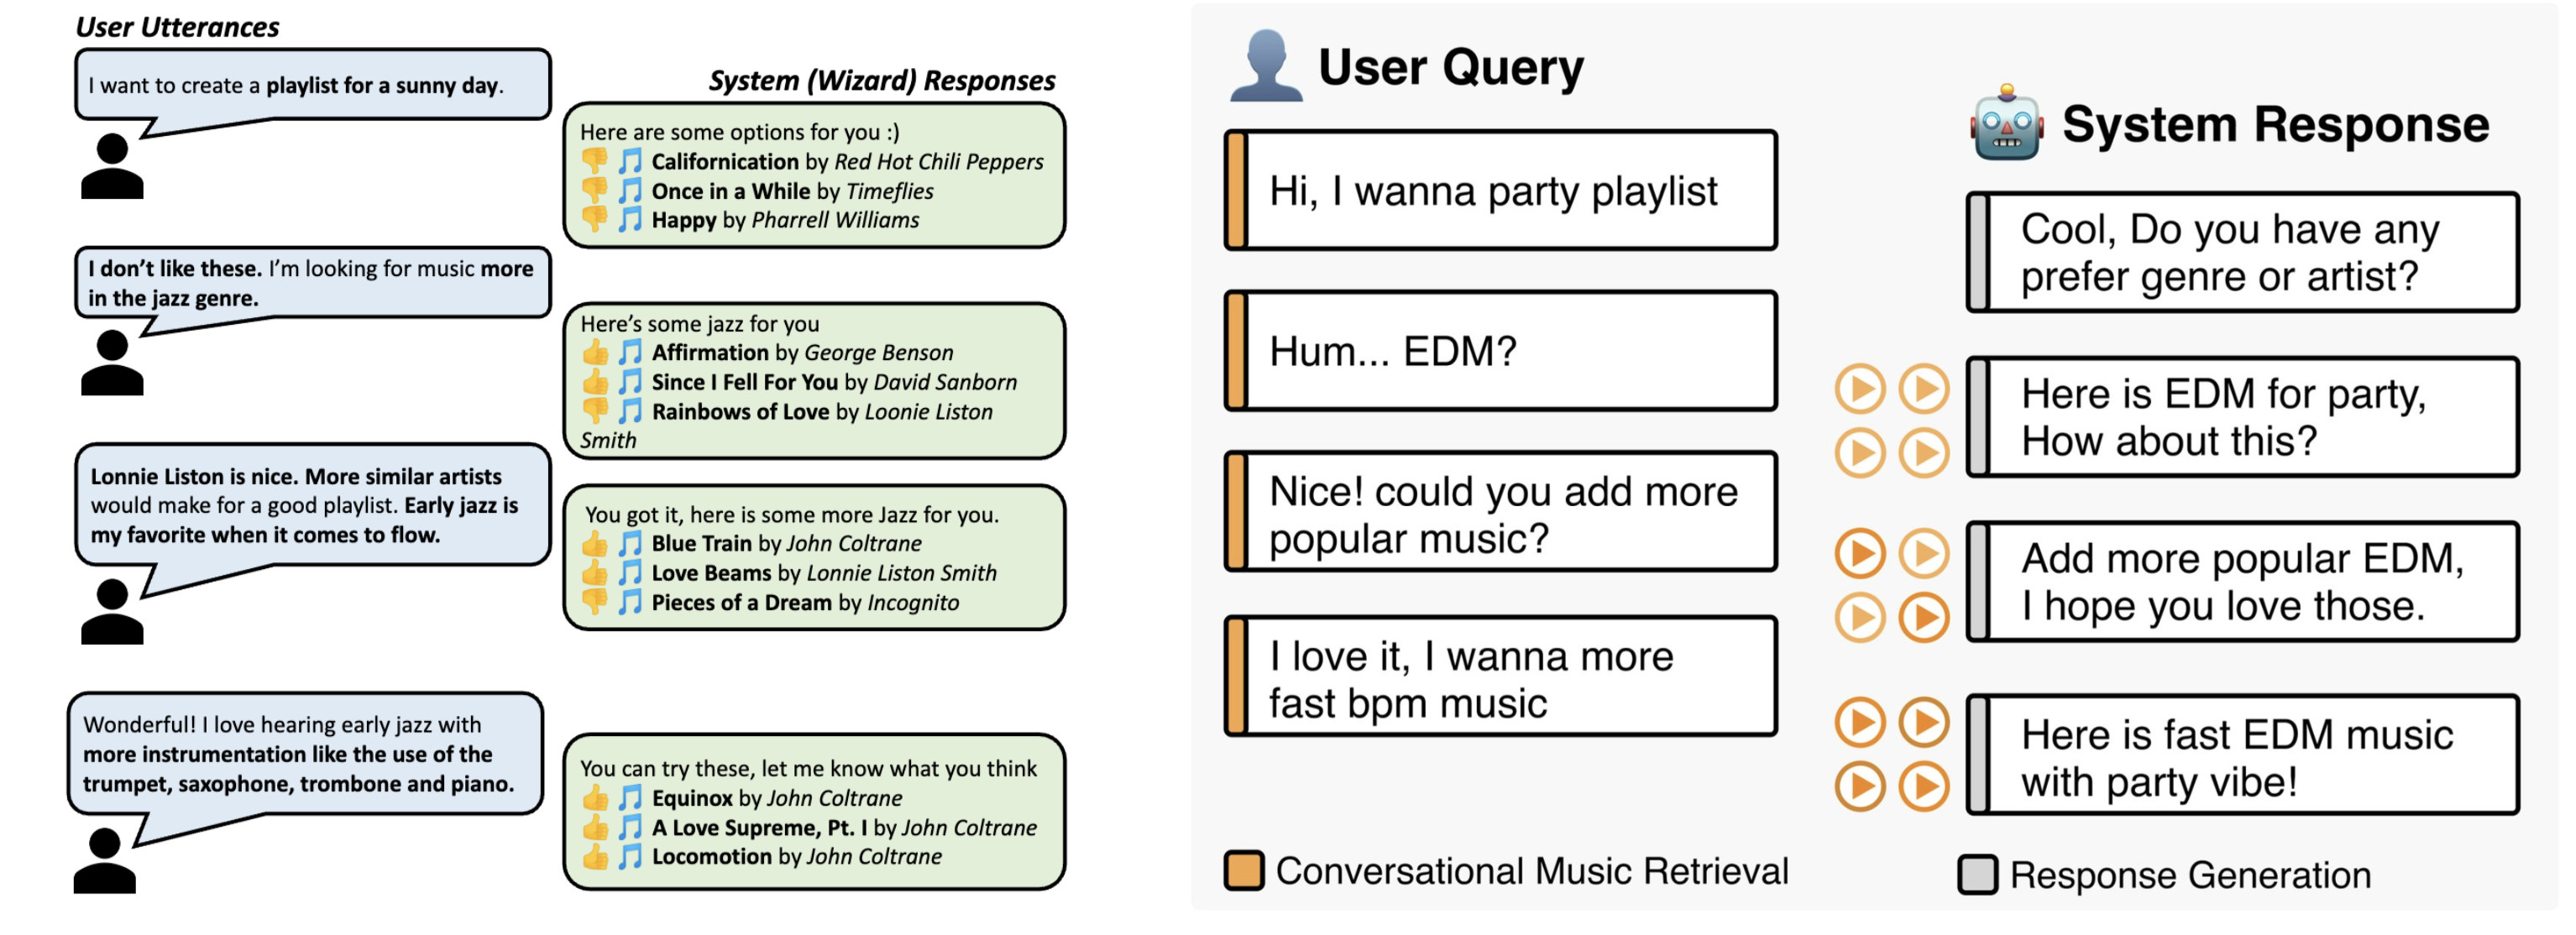 User Utterances
I want to create a playlist for a sunny day.
System (Wizard) Responses
Here are some options for you :)
Californication by Red Hot Chili Peppers
Once in a While by Timeflies
Happy by Pharrell Williams
I don't like these. I'm looking for music more
in the jazz genre.
Here's some jazz for you
Affirmation by George Benson
Since I Fell For You by David Sanborn
Rainbows of Love by Loonie Liston
Smith
Lonnie Liston is nice. More similar artists
would make for a good playlist. Early jazz is
my favorite when it comes to flow.
You got it, here is some more Jazz for you.
Blue Train by John Coltrane
Love Beams by Lonnie Liston Smith
Pieces of a Dream by Incognito
Wonderful! I love hearing early jazz with
more instrumentation like the use of the
trumpet, saxophone, trombone and piano.
You can try these, let me know what you think
Equinox by John Coltrane
A Love Supreme, Pt. I by John Coltrane
Locomotion by John Coltrane
User Query
Hi, I wanna party playlist
System Response
Cool, Do you have any
prefer genre or artist?
Hum... EDM?
Here is EDM for party,
How about this?
Nice! could you add more
popular music?
Add more popular EDM,
I hope you love those.
I love it, I wanna more
fast bpm music
Here is fast EDM music
with party vibe!
Conversational Music Retrieval
Response Generation